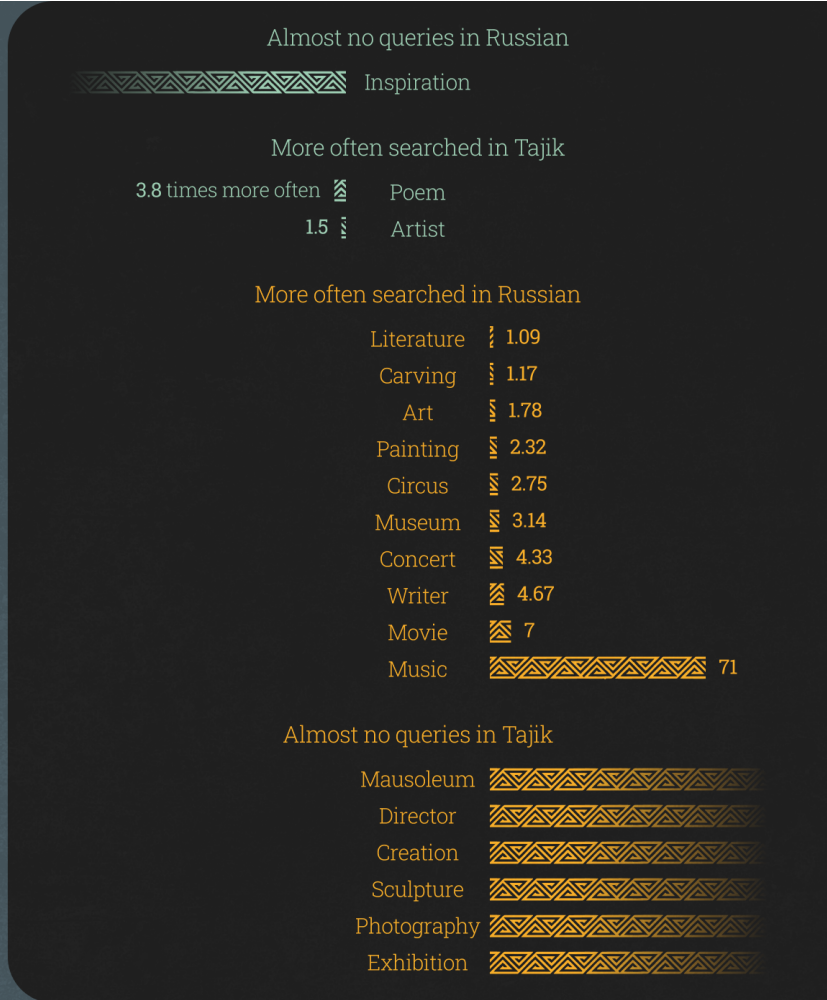 Almost no queries in Russian
Inspiration
More often searched in Tajik
3.8 times more often Poem
1.5 Artist
More often searched in Russian
Literature 1.09
Carving 1.17
Art 1.78
Painting 2.32
Circus 2.75
Museum 3.14
Concert 4.33
Writer 4.67
Movie 7
Music 71
Almost no queries in Tajik
Mausoleum
Director
Creation
Sculpture
Photography
Exhibition